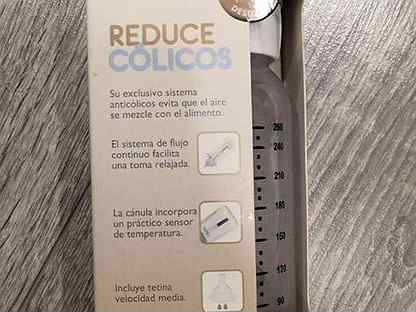 REDUCE
CÓLICOS
Su exclusivo sistema
anticólicos evita que el aire
se mezcle con el alimento.
El sistema de flujo
continuo facilita
una toma relajada.
La cánula incorpora
un práctico sensor
de temperatura.
Incluye tetina
velocidad media.
260
240
210
180
150
120
90